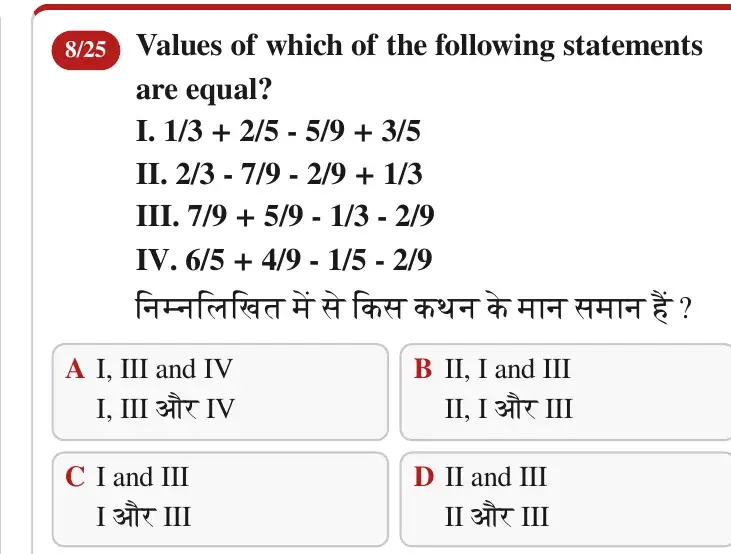 8/25 Values of which of the following statements
are equal?
I. 1/3 + 2/5 - 5/9 + 3/5
II. 2/3 - 7/9 - 2/9 + 1/3
III. 7/9 + 5/9 - 1/3 - 2/9
IV. 6/5 + 4/9 - 1/5 - 2/9
निम्नलिखित में से किस कथन के मान समान हैं ?
A I, III and IV
I, III और IV
B II, I and III
II, I और III
C I and III
I और III
D II and III
II और III